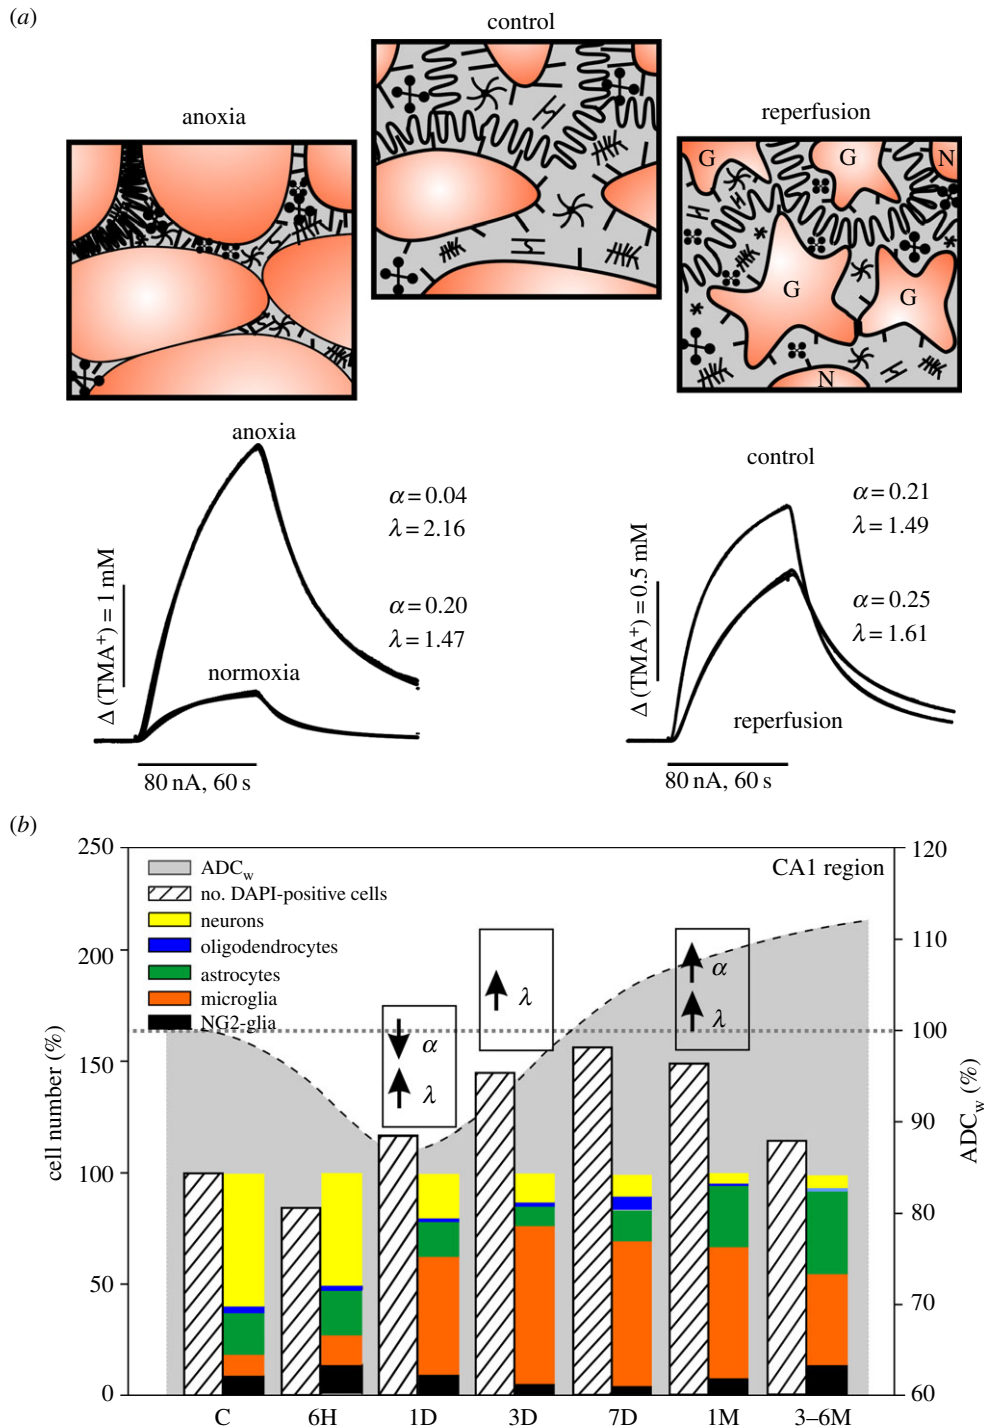 (a)
control
anoxia
reperfusion
G
G
N
G
G
N
anoxia
α = 0.04
λ = 2.16
α = 0.20
λ = 1.47
normoxia
Δ (TMA⁺) = 1 mM
80 nA, 60 s
control
α = 0.21
λ = 1.49
α = 0.25
λ = 1.61
reperfusion
Δ (TMA⁺) = 0.5 mM
80 nA, 60 s
(b)
CA1 region
ADCw
no. DAPI-positive cells
neurons
oligodendrocytes
astrocytes
microglia
NG2-glia
α
λ
λ
α
λ
cell number (%)
250
200
150
100
50
0
ADCw (%)
120
110
100
90
80
70
60
C 6H 1D 3D 7D 1M 3–6M